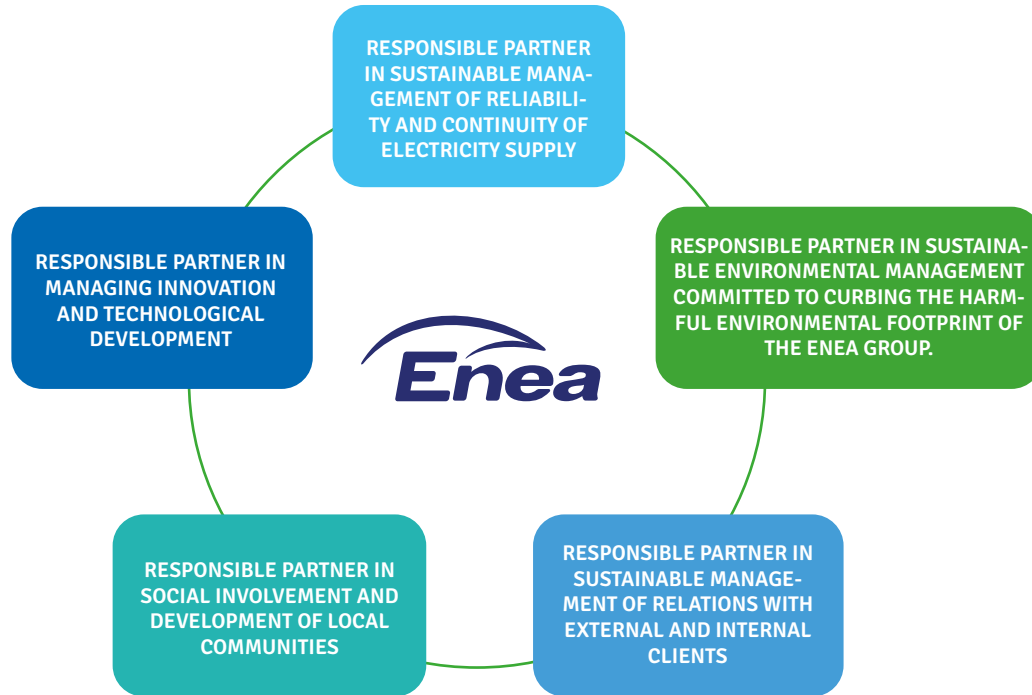 RESPONSIBLE PARTNER
IN SUSTAINABLE MANA-
GEMENT OF RELIABILI-
TY AND CONTINUITY OF
ELECTRICITY SUPPLY
RESPONSIBLE PARTNER IN SUSTAINA-
BLE ENVIRONMENTAL MANAGEMENT
COMMITTED TO CURBING THE HARM-
FUL ENVIRONMENTAL FOOTPRINT OF
THE ENEA GROUP.
RESPONSIBLE PARTNER IN
MANAGING INNOVATION
AND TECHNOLOGICAL
DEVELOPMENT
Enea
RESPONSIBLE PARTNER IN
SOCIAL INVOLVEMENT AND
DEVELOPMENT OF LOCAL
COMMUNITIES
RESPONSIBLE PARTNER IN
SUSTAINABLE MANAGE-
MENT OF RELATIONS WITH
EXTERNAL AND INTERNAL
CLIENTS